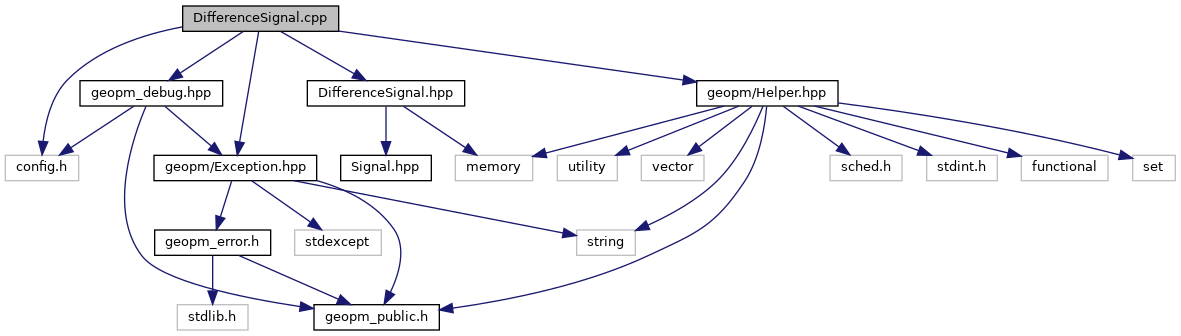 DifferenceSignal.cpp
geopm_debug.hpp
DifferenceSignal.hpp
geopm/Helper.hpp
config.h
geopm/Exception.hpp
Signal.hpp
memory
utility
vector
sched.h
stdint.h
functional
set
geopm_error.h
stdexcept
string
stdlib.h
geopm_public.h